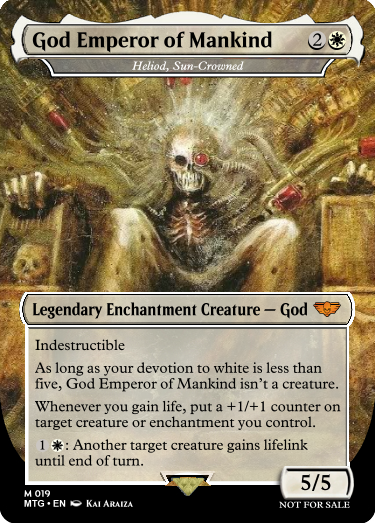 God Emperor of Mankind 2
Heliod, Sun-Crowned
Legendary Enchantment Creature — God
Indestructible
As long as your devotion to white is less than
five, God Emperor of Mankind isn't a creature.
Whenever you gain life, put a +1/+1 counter on
target creature or enchantment you control.
1 : Another target creature gains lifelink
until end of turn.
5/5
M 019
MTG • EN Kai Araiza
NOT FOR SALE